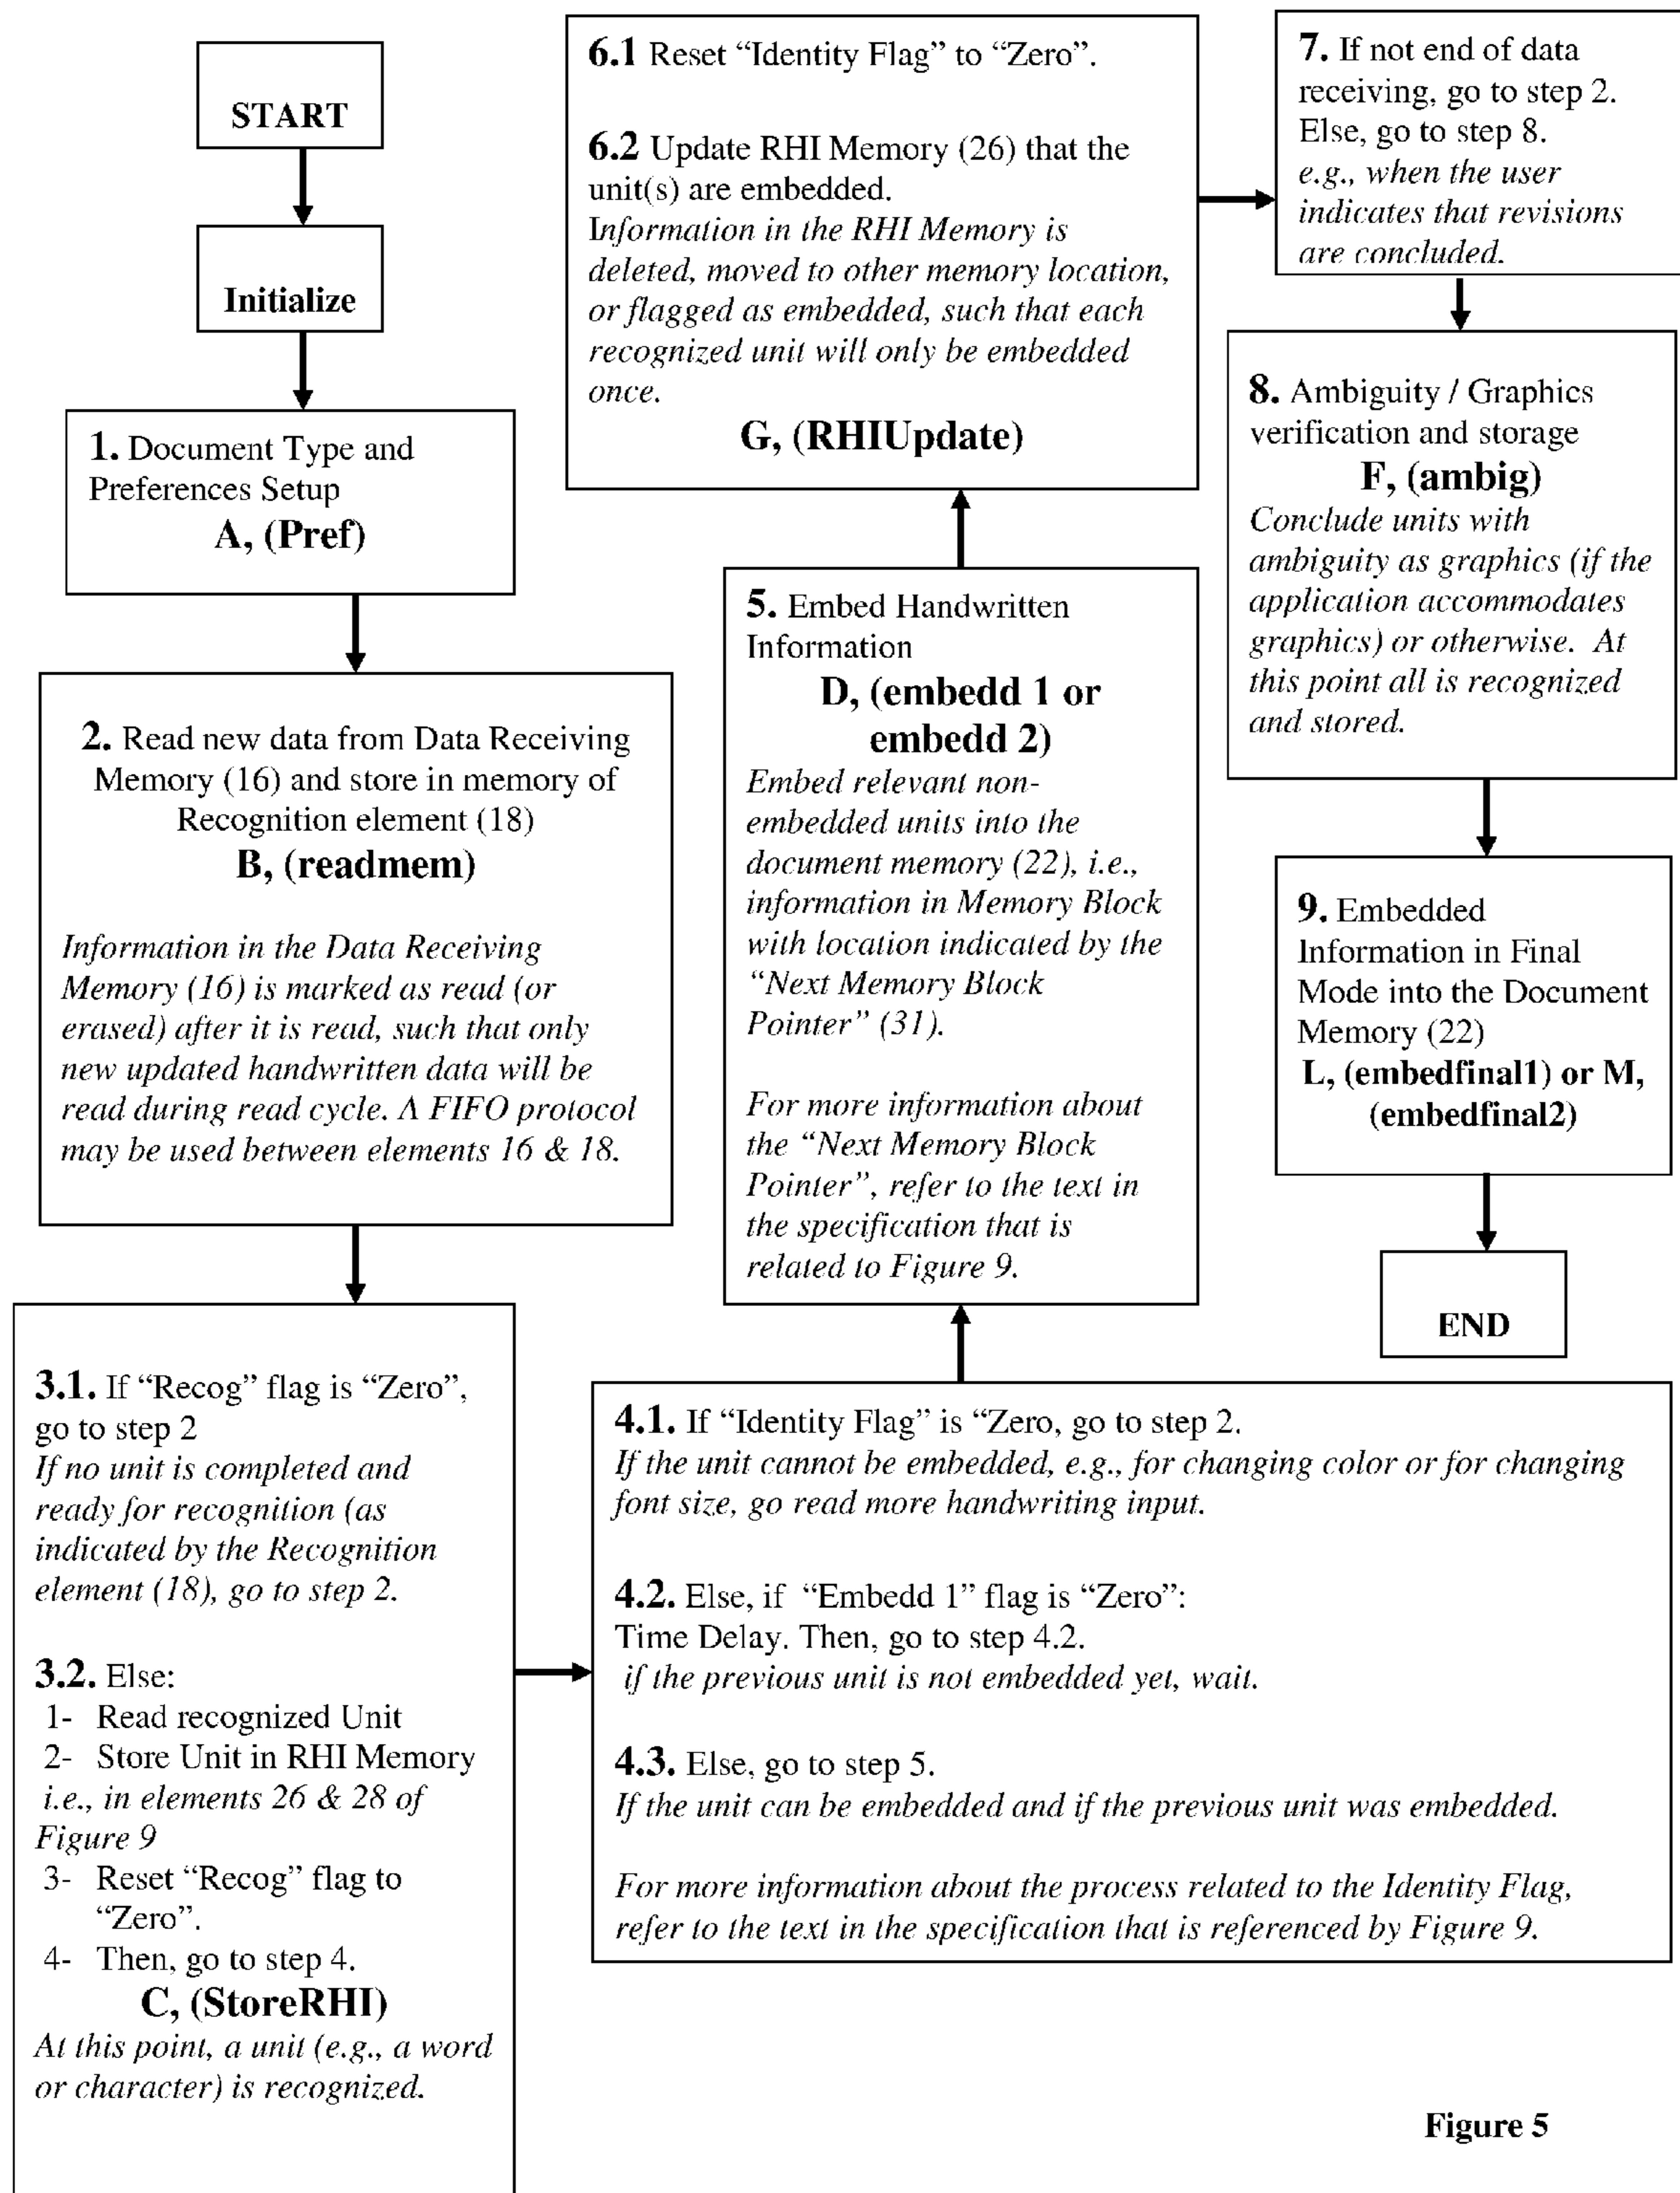 START
Initialize
1. Document Type and
Preferences Setup
A, (Pref)
2. Read new data from Data Receiving
Memory (16) and store in memory of
Recognition element (18)
B, (readmem)
Information in the Data Receiving
Memory (16) is marked as read (or
erased) after it is read, such that only
new updated handwritten data will be
read during read cycle. A FIFO protocol
may be used between elements 16 & 18.
3.1. If “Recog” flag is “Zero”,
go to step 2
If no unit is completed and
ready for recognition (as
indicated by the Recognition
element (18), go to step 2.
3.2. Else:
1- Read recognized Unit
2- Store Unit in RHI Memory
i.e., in elements 26 & 28 of
Figure 9
3- Reset “Recog” flag to
“Zero”.
4- Then, go to step 4.
C, (StoreRHI)
At this point, a unit (e.g., a word
or character) is recognized.
4.1. If “Identity Flag” is “Zero, go to step 2.
If the unit cannot be embedded, e.g., for changing color or for changing
font size, go read more handwriting input.
4.2. Else, if “Embedd 1” flag is “Zero”:
Time Delay. Then, go to step 4.2.
if the previous unit is not embedded yet, wait.
4.3. Else, go to step 5.
If the unit can be embedded and if the previous unit was embedded.
For more information about the process related to the Identity Flag,
refer to the text in the specification that is referenced by Figure 9.
5. Embed Handwritten
Information
D, (embedd 1 or
embedd 2)
Embed relevant non-
embedded units into the
document memory (22), i.e.,
information in Memory Block
with location indicated by the
“Next Memory Block
Pointer” (31).
For more information about
the “Next Memory Block
Pointer”, refer to the text in
the specification that is
related to Figure 9.
6.1 Reset “Identity Flag” to “Zero”.
6.2 Update RHI Memory (26) that the
unit(s) are embedded.
Information in the RHI Memory is
deleted, moved to other memory location,
or flagged as embedded, such that each
recognized unit will only be embedded
once.
G, (RHIUpdate)
7. If not end of data
receiving, go to step 2.
Else, go to step 8.
e.g., when the user
indicates that revisions
are concluded.
8. Ambiguity / Graphics
verification and storage
F, (ambig)
Conclude units with
ambiguity as graphics (if the
application accommodates
graphics) or otherwise. At
this point all is recognized
and stored.
9. Embedded
Information in Final
Mode into the Document
Memory (22)
L, (embedfinal1) or M,
(embedfinal2)
END
Figure 5